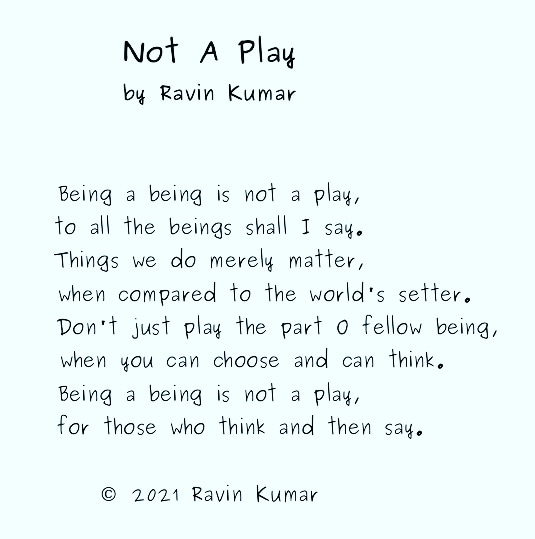 Not A Play
by Ravin Kumar
Being a being is not a play,
to all the beings shall I say.
Things we do merely matter,
when compared to the world's setter.
Don't just play the part O fellow being,
when you can choose and can think.
Being a being is not a play,
for those who think and then say.
© 2021 Ravin Kumar